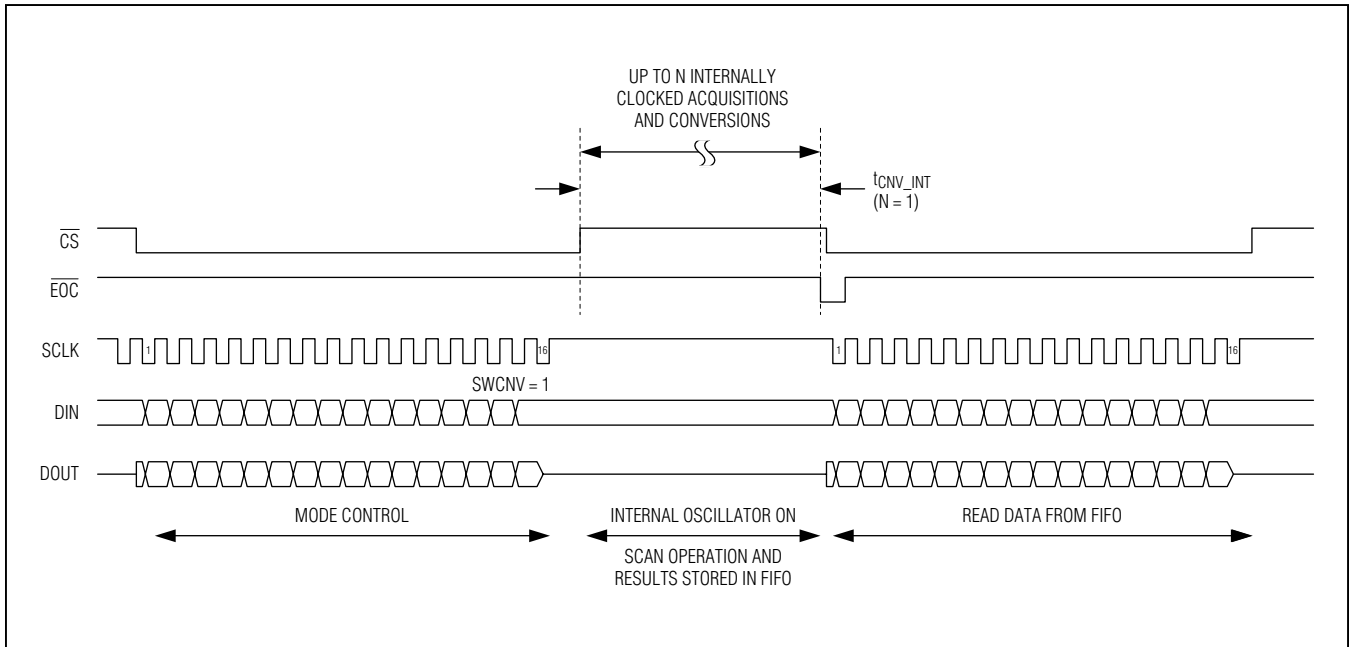 UP TO N INTERNALLY
CLOCKED ACQUISITIONS
AND CONVERSIONS
tCNV_INT
(N = 1)
CS
EOC
SCLK
1
16
1
16
SWCNV = 1
DIN
DOUT
MODE CONTROL
INTERNAL OSCILLATOR ON
READ DATA FROM FIFO
SCAN OPERATION AND
RESULTS STORED IN FIFO